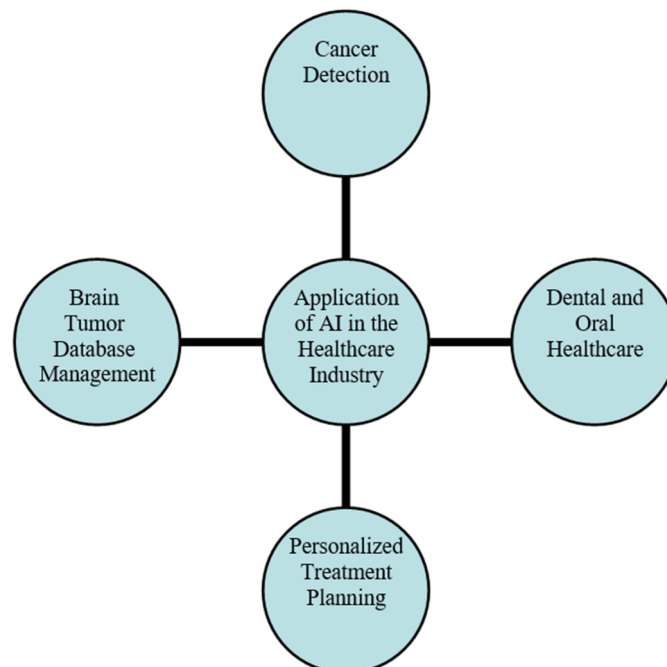 Cancer
Detection
Brain
Tumor
Database
Management
Application
of AI in the
Healthcare
Industry
Dental and
Oral
Healthcare
Personalized
Treatment
Planning